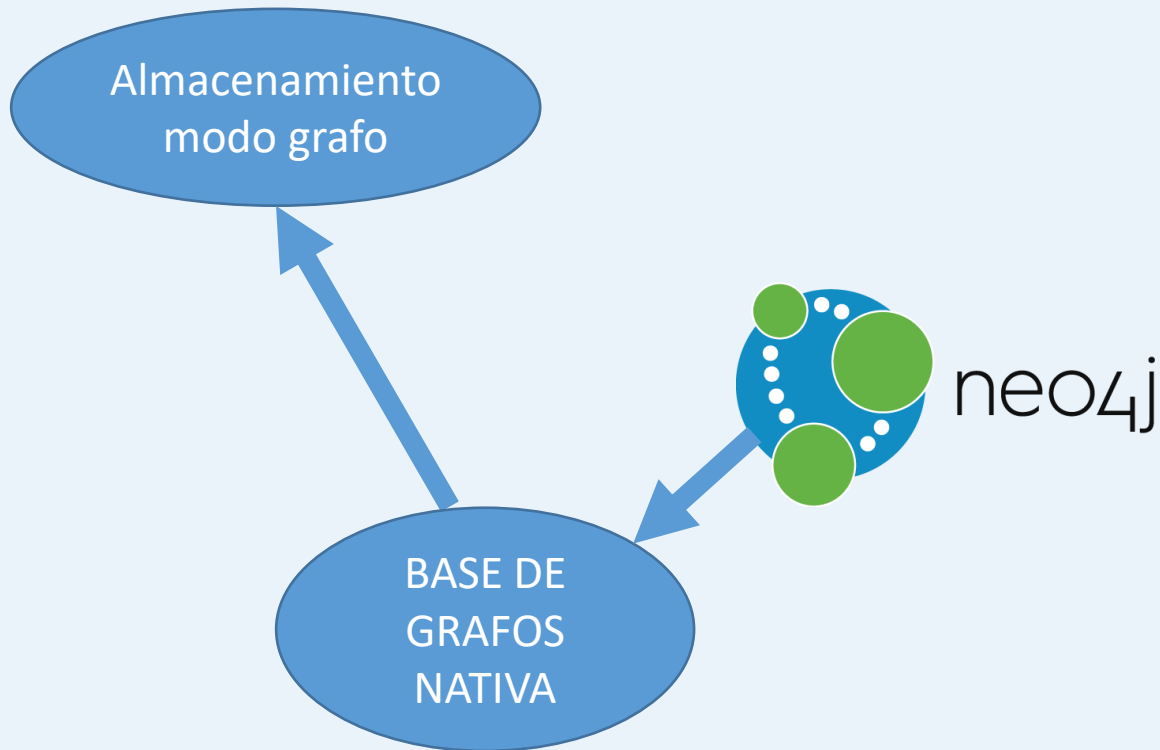 Almacenamiento
modo grafo
neo4j
BASE DE
GRAFOS
NATIVA